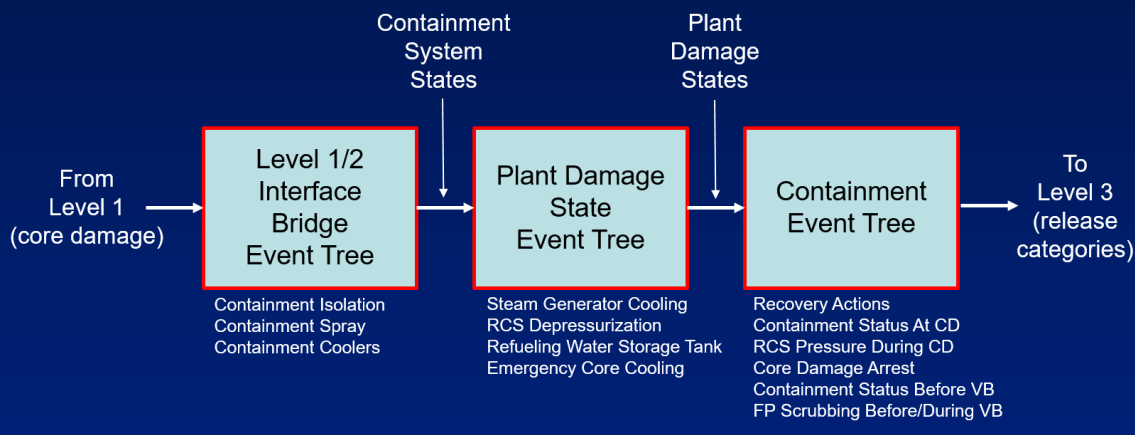 Containment
System
States
Plant
Damage
States
From
Level 1
(core damage)
Level 1/2
Interface
Bridge
Event Tree
Plant Damage
State
Event Tree
Containment
Event Tree
To
Level 3
(release
categories)
Containment Isolation
Containment Spray
Containment Coolers
Steam Generator Cooling
RCS Depressurization
Refueling Water Storage Tank
Emergency Core Cooling
Recovery Actions
Containment Status At CD
RCS Pressure During CD
Core Damage Arrest
Containment Status Before VB
FP Scrubbing Before/During VB